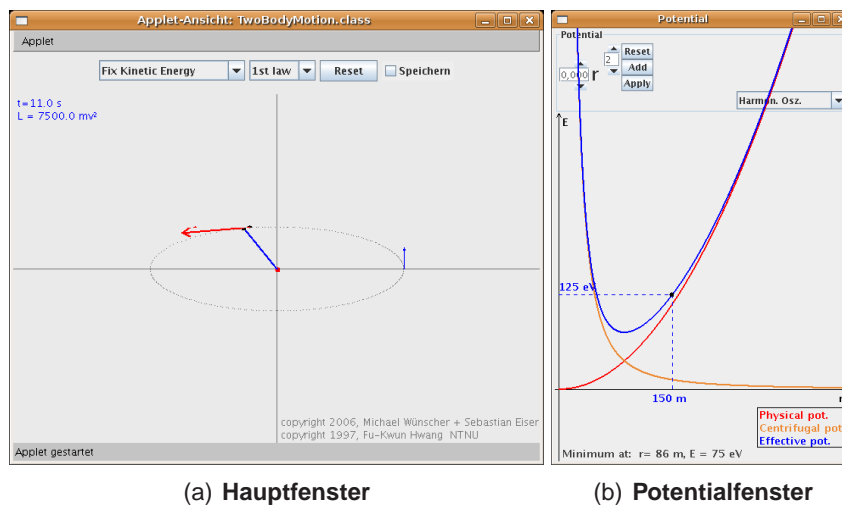 Applet-Ansicht: TwoBodyMotion.class
Applet
Fix Kinetic Energy 1st law Reset Speichern
t=11.0 s
L = 7500.0 mv²
copyright 2006, Michael Wünscher + Sebastian Eiser
copyright 1997, Fu-Kwun Hwang NTNU
Applet gestartet
(a) Hauptfenster
Potential
Potential
0,000 r 2 Reset
Add
Apply
Harmon. Osz.
E
125 eV
150 m
r
Physical pot.
Centrifugal pot
Effective pot.
Minimum at: r= 86 m, E = 75 eV
(b) Potentialfenster